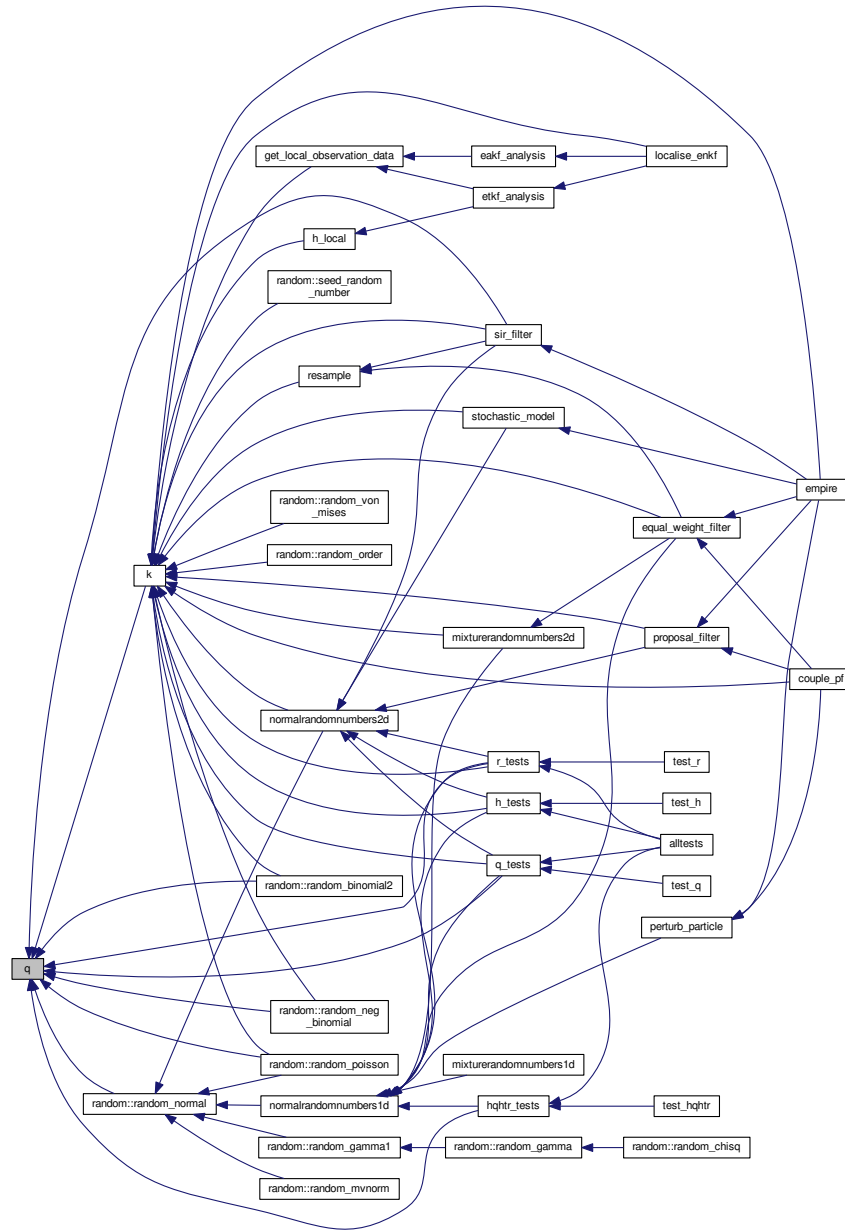 get_local_observation_data
eakf_analysis
localise_enkf
etkf_analysis
h_local
random::seed_random
_number
sir_filter
resample
stochastic_model
empire
random::random_von
_mises
equal_weight_filter
random::random_order
k
mixturerandomnumbers2d
proposal_filter
couple_pf
normalrandomnumbers2d
r_tests
test_r
h_tests
test_h
alltests
q_tests
test_q
random::random_binomial2
perturb_particle
q
random::random_neg
_binomial
random::random_poisson
mixturerandomnumbers1d
random::random_normal
normalrandomnumbers1d
hqhtr_tests
test_hqhtr
random::random_gamma1
random::random_gamma
random::random_chisq
random::random_mvnorm